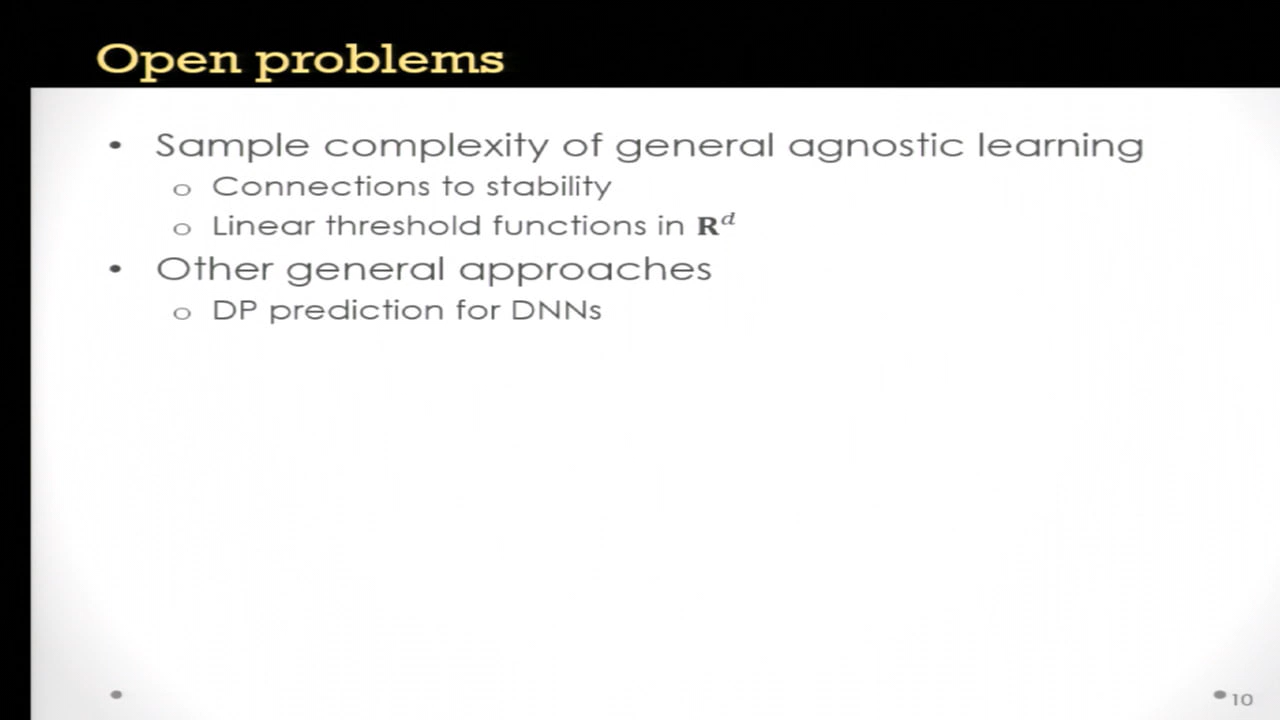 Open problems
• Sample complexity of general agnostic learning
o Connections to stability
o Linear threshold functions in R^d
• Other general approaches
o DP prediction for DNNs
10